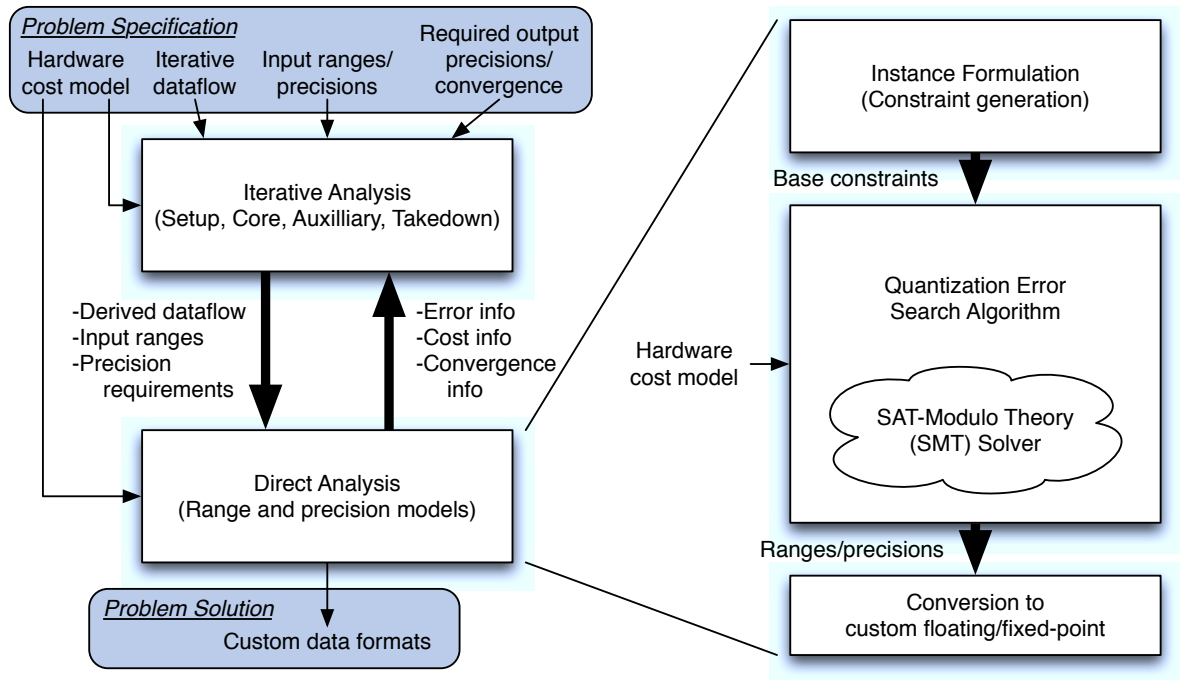 Problem Specification
Hardware
cost model
Iterative
dataflow
Input ranges/
precisions
Required output
precisions/
convergence
Iterative Analysis
(Setup, Core, Auxilliary, Takedown)
-Derived dataflow
-Input ranges
-Precision
requirements
-Error info
-Cost info
-Convergence
info
Direct Analysis
(Range and precision models)
Problem Solution
Custom data formats
Instance Formulation
(Constraint generation)
Base constraints
Quantization Error
Search Algorithm
Hardware
cost model
SAT-Modulo Theory
(SMT) Solver
Ranges/precisions
Conversion to
custom floating/fixed-point